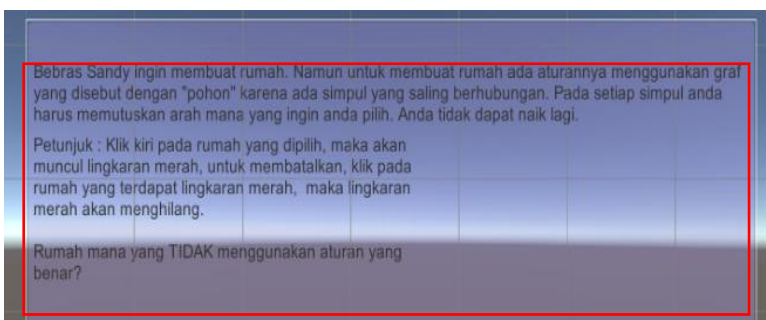 Bebras Sandy ingin membuat rumah. Namun untuk membuat rumah ada aturannya menggunakan graf
yang disebut dengan "pohon" karena ada simpul yang saling berhubungan. Pada setiap simpul anda
harus memutuskan arah mana yang ingin anda pilih. Anda tidak dapat naik lagi.
Petunjuk : Klik kiri pada rumah yang dipilih, maka akan
muncul lingkaran merah, untuk membatalkan, klik pada
rumah yang terdapat lingkaran merah, maka lingkaran
merah akan menghilang.
Rumah mana yang TIDAK menggunakan aturan yang
benar?